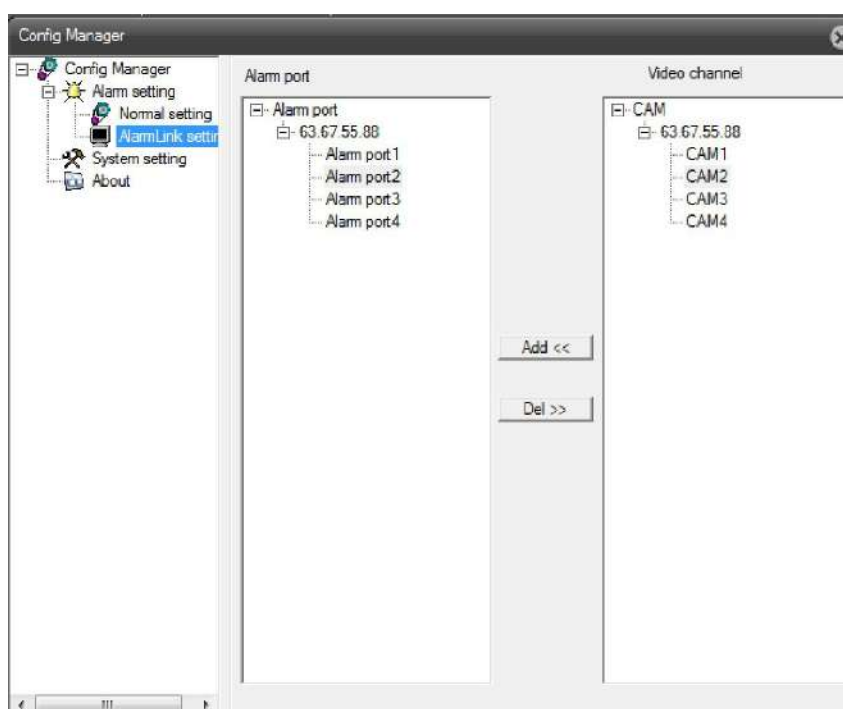 Config Manager
Config Manager
Alarm setting
Normal setting
AlarmLink settin
System setting
About
Alarm port
Alarm port
63.67.55.88
Alarm port1
Alarm port2
Alarm port3
Alarm port4
Add <<
Del >>
Video channel
CAM
63.67.55.88
CAM1
CAM2
CAM3
CAM4